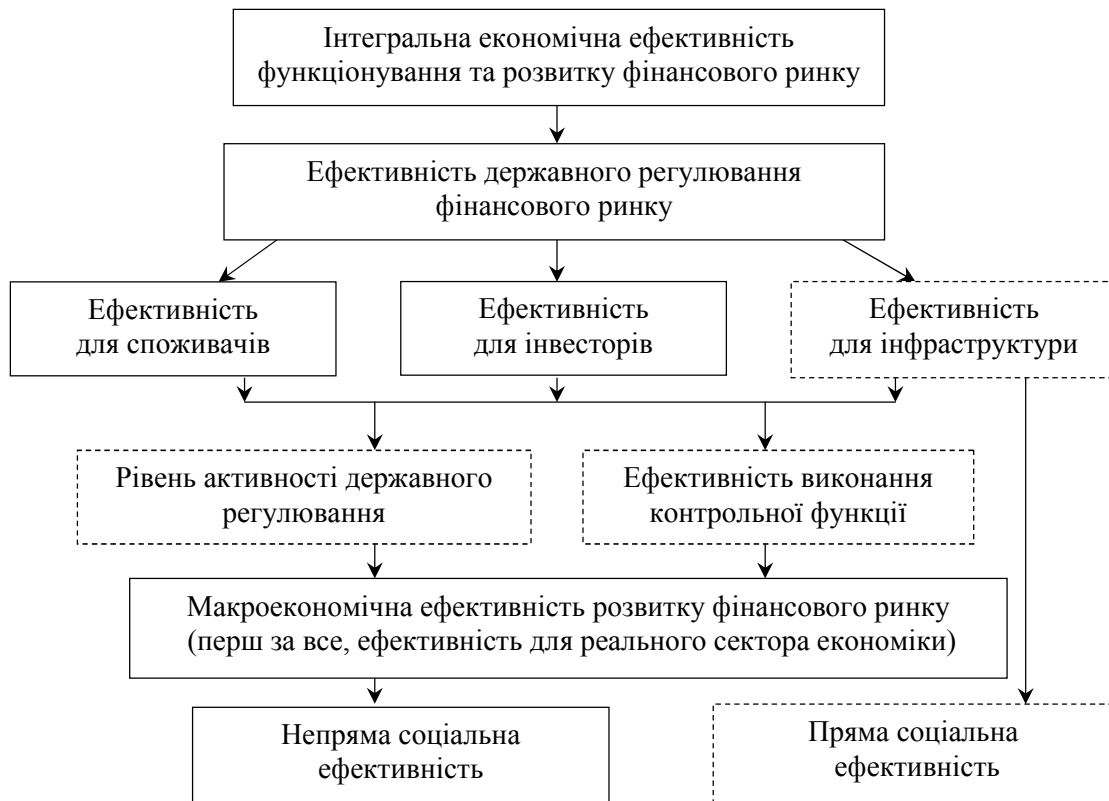 Інтегральна економічна ефективність
функціонування та розвитку фінансового ринку
Ефективність державного регулювання
фінансового ринку
Ефективність
для споживачів
Ефективність
для інвесторів
Ефективність
для інфраструктури
Рівень активності державного
регулювання
Ефективність виконання
контрольної функції
Макроекономічна ефективність розвитку фінансового ринку
(перш за все, ефективність для реального сектора економіки)
Непряма соціальна
ефективність
Пряма соціальна
ефективність